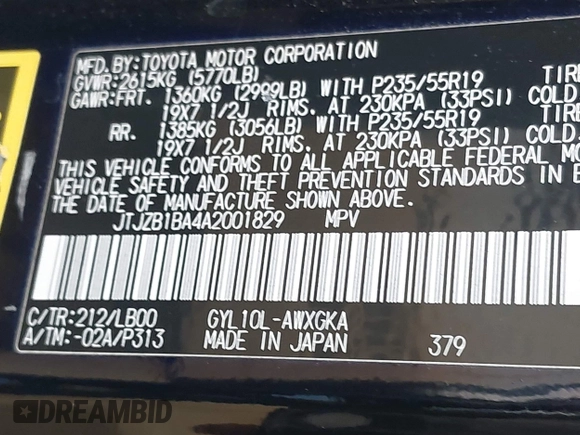 MFD. BY: TOYOTA MOTOR CORPORATION
GVWR: 2615KG (5770LB)
GAWR: FRT. 1360KG (2999LB) WITH P235/55R19 TIRE
19X7 1/2J RIMS. AT 230KPA (33PSI) COLD.
RR. 1385KG (3056LB) WITH P235/55R19 TIRE
19X7 1/2J RIMS. AT 230KPA (33PSI) COLD.
THIS VEHICLE CONFORMS TO ALL APPLICABLE FEDERAL MO
VEHICLE SAFETY AND THEFT PREVENTION STANDARDS IN E
THE DATE OF MANUFACTURE SHOWN ABOVE.
JTJZB1BA4A2001829 MPV
C/TR: 212/LB00 GYL10L-AWXGKA
A/TM: -02A/P313 MADE IN JAPAN 379
DREAMBID